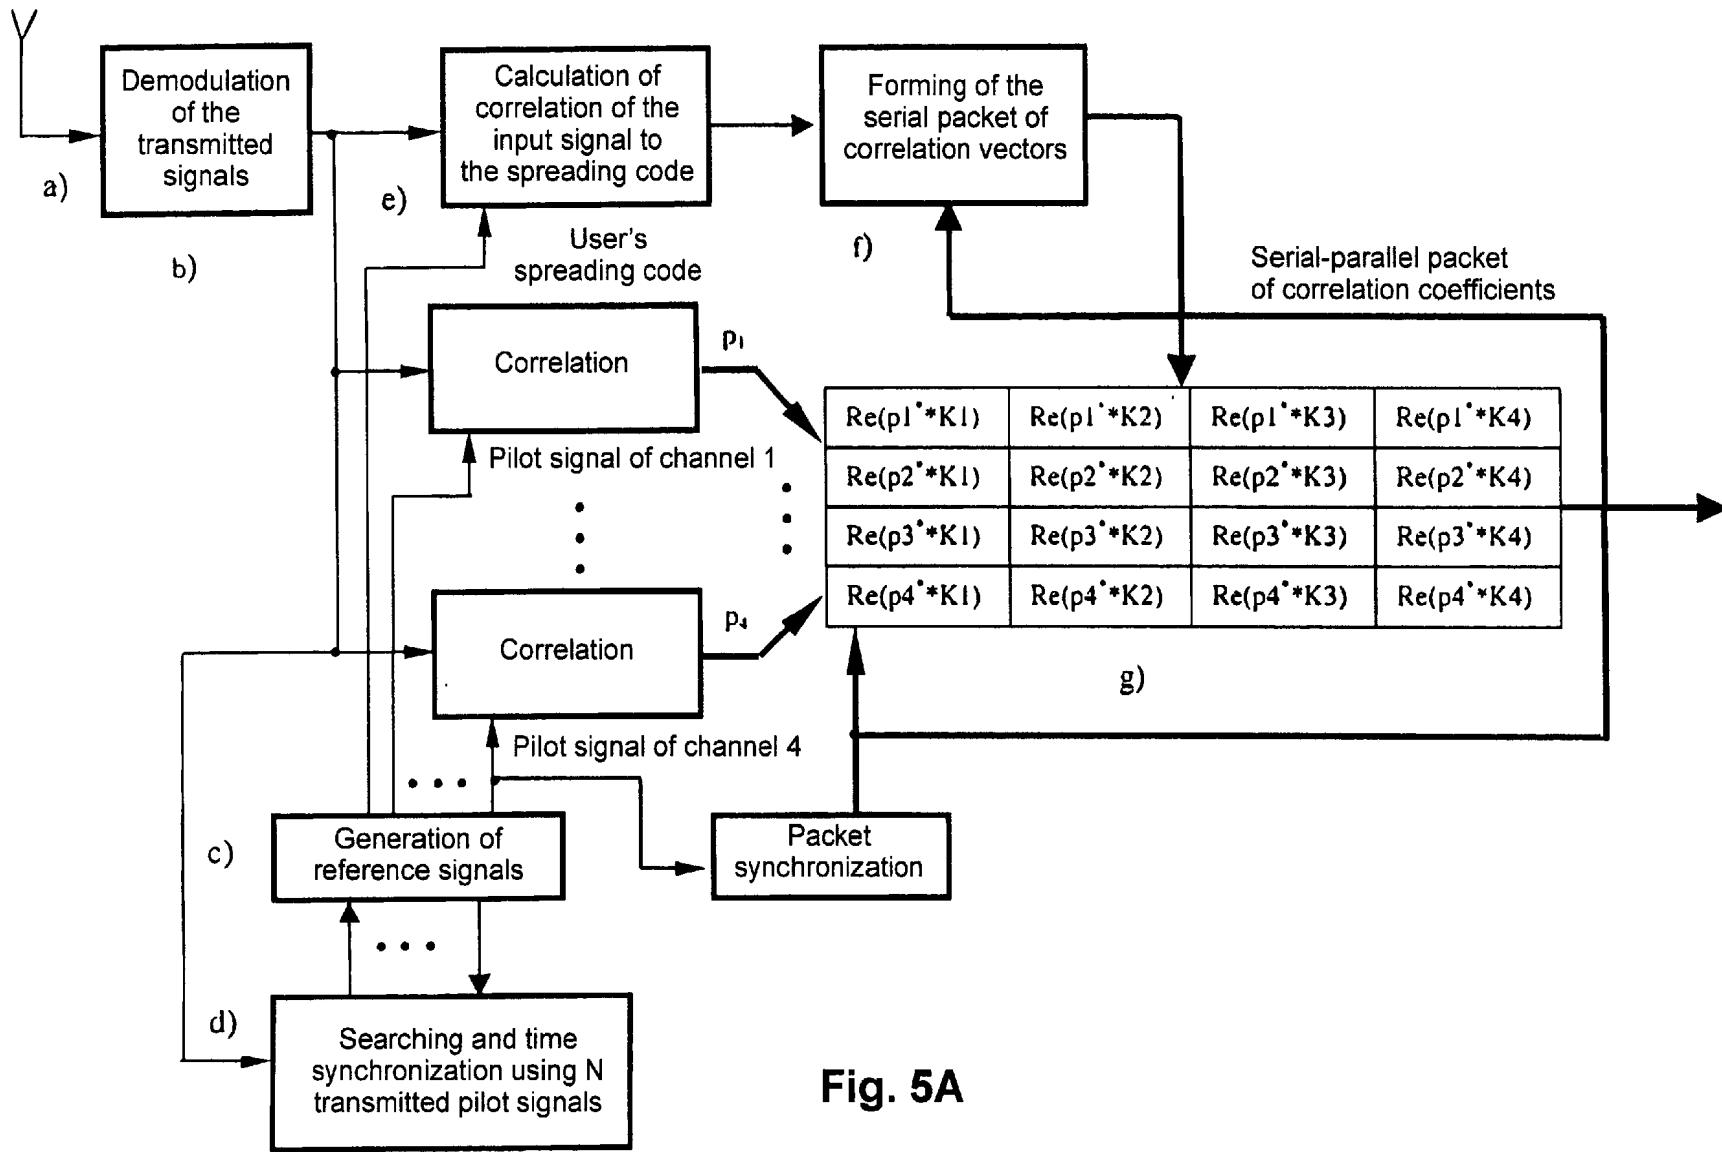 Demodulation
of the
transmitted
signals
a)
b)
Calculation of
correlation of the
input signal to
the spreading code
e)
Forming of the
serial packet of
correlation vectors
f)
User's
spreading code
Serial-parallel packet
of correlation coefficients
Correlation
p₁
Pilot signal of channel 1
Re(p1*K1) Re(p1*K2) Re(p1*K3) Re(p1*K4)
Re(p2*K1) Re(p2*K2) Re(p2*K3) Re(p2*K4)
Re(p3*K1) Re(p3*K2) Re(p3*K3) Re(p3*K4)
Re(p4*K1) Re(p4*K2) Re(p4*K3) Re(p4*K4)
Correlation
p₄
g)
Pilot signal of channel 4
c)
Generation of
reference signals
Packet
synchronization
d)
Searching and time
synchronization using N
transmitted pilot signals
Fig. 5A